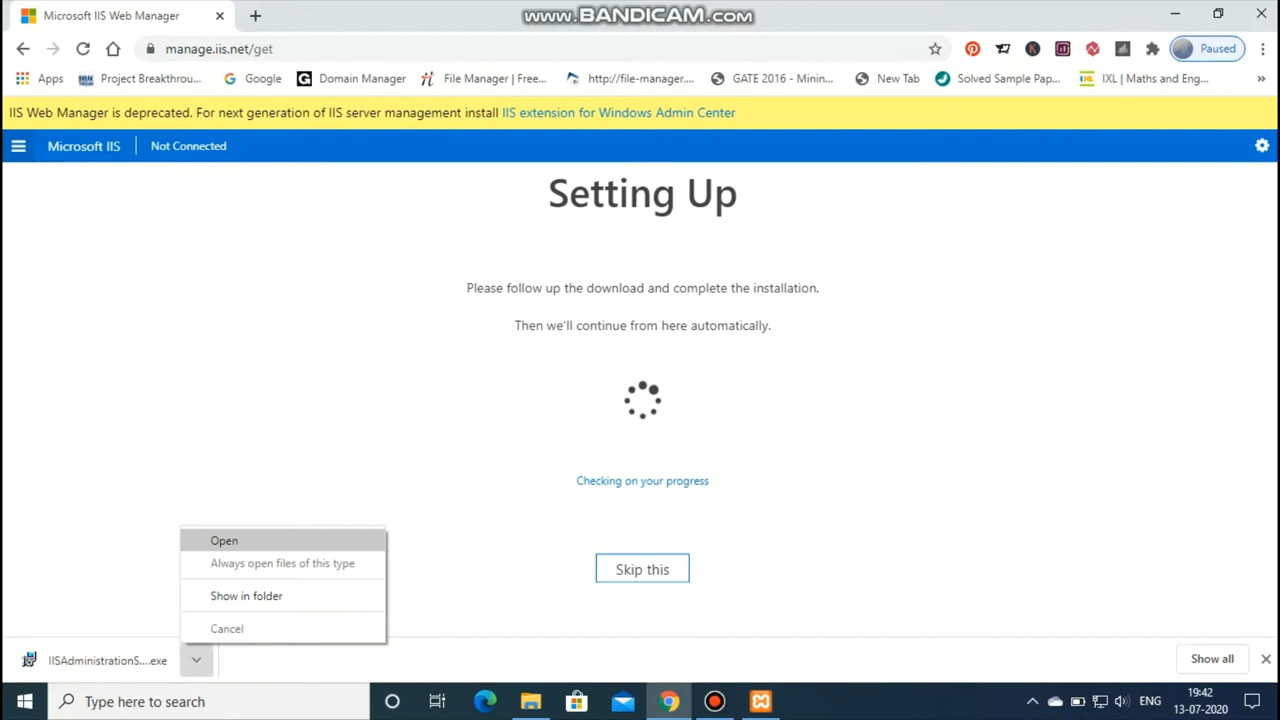 Microsoft IIS Web Manager
www.BANDICAM.com
manage.iis.net/get
Paused
Apps
Project Breakthrou...
Google
Domain Manager
File Manager | Free...
http://file-manager....
GATE 2016 - Minin...
New Tab
Solved Sample Pap...
IXL | Maths and Eng...
IIS Web Manager is deprecated. For next generation of IIS server management install IIS extension for Windows Admin Center
Microsoft IIS
Not Connected
Setting Up
Please follow up the download and complete the installation.
Then we'll continue from here automatically.
Checking on your progress
Skip this
Open
Always open files of this type
Show in folder
Cancel
IISAdministrationS....exe
Show all
Type here to search
ENG
19:42
13-07-2020